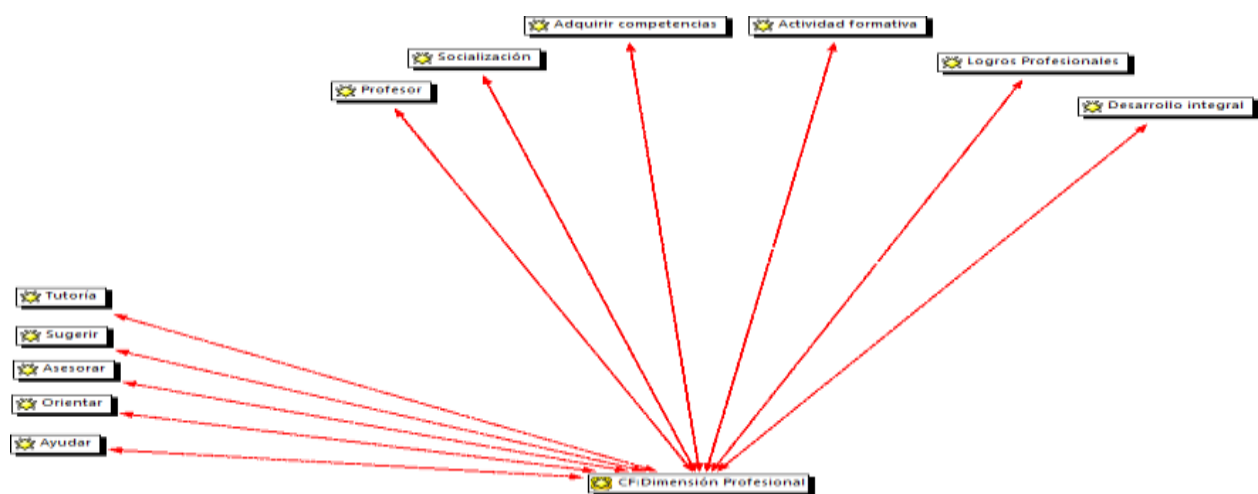 Adquirir competencias
Actividad formativa
Socialización
Logros Profesionales
Profesor
Desarrollo integral
Tutoría
Sugerir
Asesorar
Orientar
Ayudar
CF:Dimensión Profesional